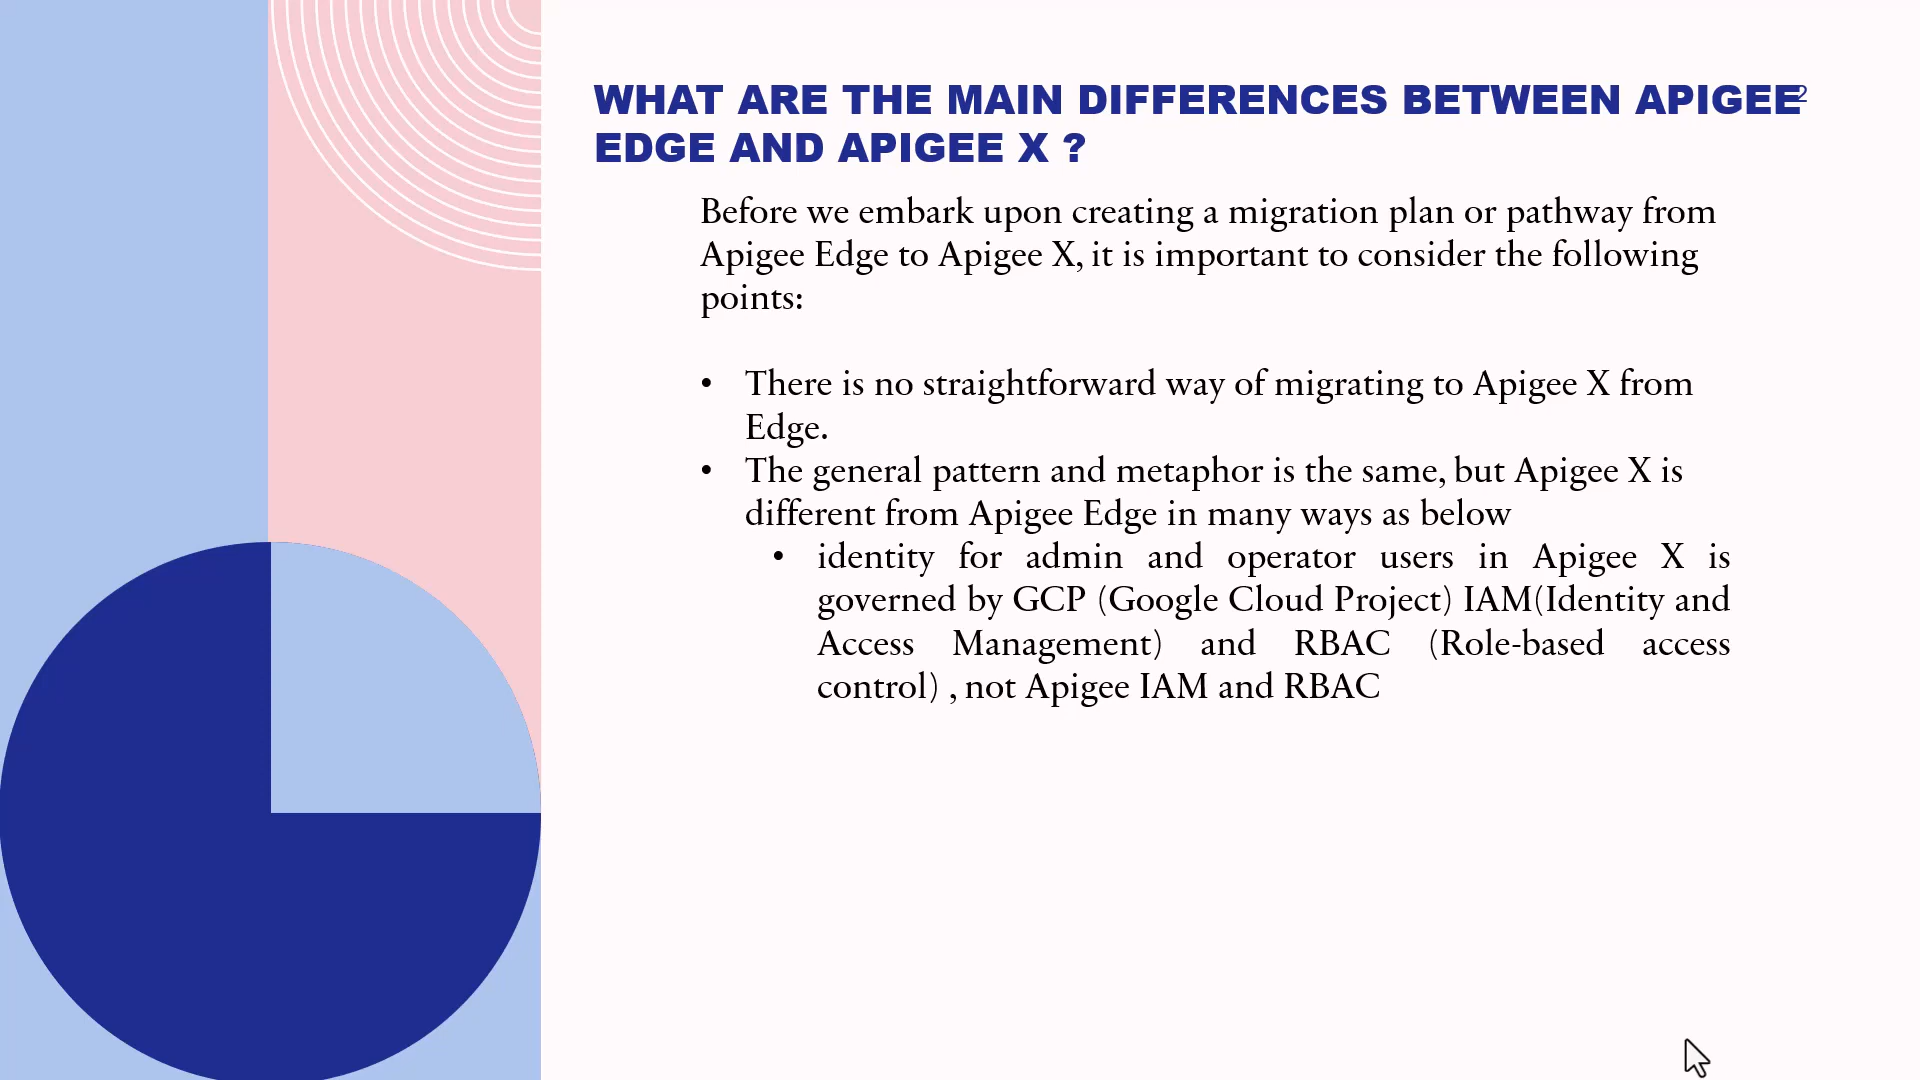 WHAT ARE THE MAIN DIFFERENCES BETWEEN APIGEE
2
EDGE AND APIGEE X ?
Before we embark upon creating a migration plan or pathway from
Apigee Edge to Apigee X, it is important to consider the following
points:
• There is no straightforward way of migrating to Apigee X from
Edge.
• The general pattern and metaphor is the same, but Apigee X is
different from Apigee Edge in many ways as below
• identity for admin and operator users in Apigee X is
governed by GCP (Google Cloud Project) IAM(Identity and
Access Management) and RBAC (Role-based access
control) , not Apigee IAM and RBAC